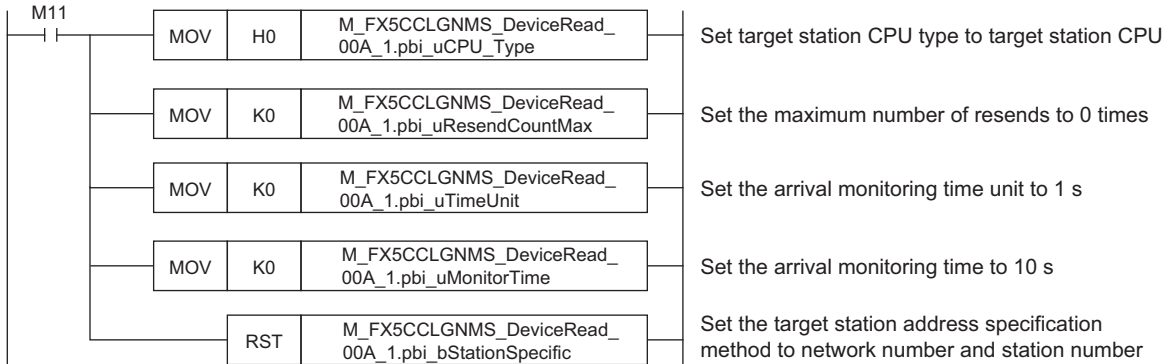 M11
MOV H0 M_FX5CCLGNMS_DeviceRead_
00A_1.pbi_uCPU_Type
Set target station CPU type to target station CPU
MOV K0 M_FX5CCLGNMS_DeviceRead_
00A_1.pbi_uResendCountMax
Set the maximum number of resends to 0 times
MOV K0 M_FX5CCLGNMS_DeviceRead_
00A_1.pbi_uTimeUnit
Set the arrival monitoring time unit to 1 s
MOV K0 M_FX5CCLGNMS_DeviceRead_
00A_1.pbi_uMonitorTime
Set the arrival monitoring time to 10 s
RST M_FX5CCLGNMS_DeviceRead_
00A_1.pbi_bStationSpecific
Set the target station address specification
method to network number and station number